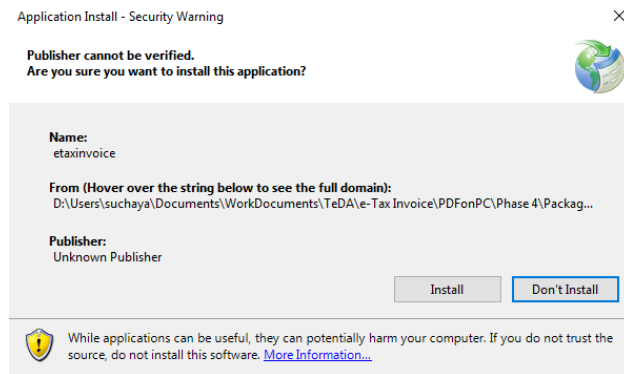 Application Install - Security Warning
Publisher cannot be verified.
Are you sure you want to install this application?
Name:
etaxinvoice
From (Hover over the string below to see the full domain):
D:\Users\suchaya\Documents\WorkDocuments\TeDA\e-Tax Invoice\PDFonPC\Phase 4\Packag...
Publisher:
Unknown Publisher
Install
Don't Install
While applications can be useful, they can potentially harm your computer. If you do not trust the
source, do not install this software. More Information...